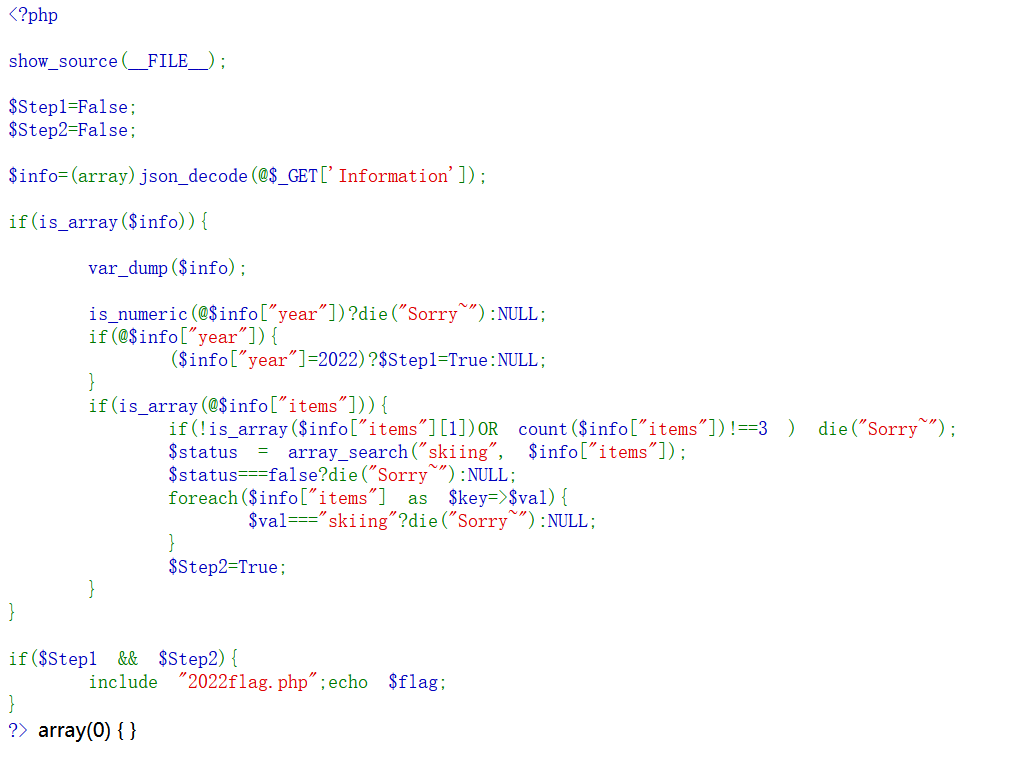 <?php
show_source(__FILE__);
$Step1=False;
$Step2=False;
$info=(array)json_decode(@$_GET['Information']);
if(is_array($info)){
var_dump($info);
is_numeric(@$info["year"])?die("Sorry~"):NULL;
if(@$info["year"]){
($info["year"]=2022)?$Step1=True:NULL;
}
if(is_array(@$info["items"])){
if(!is_array($info["items"][1])OR count($info["items"])!==3 ) die("Sorry~");
$status = array_search("skiing", $info["items"]);
$status===false?die("Sorry~"):NULL;
foreach($info["items"] as $key=>$val){
$val==="skiing"?die("Sorry~"):NULL;
}
$Step2=True;
}
}
if($Step1 && $Step2){
include "2022flag.php";echo $flag;
}
?> array(0) { }